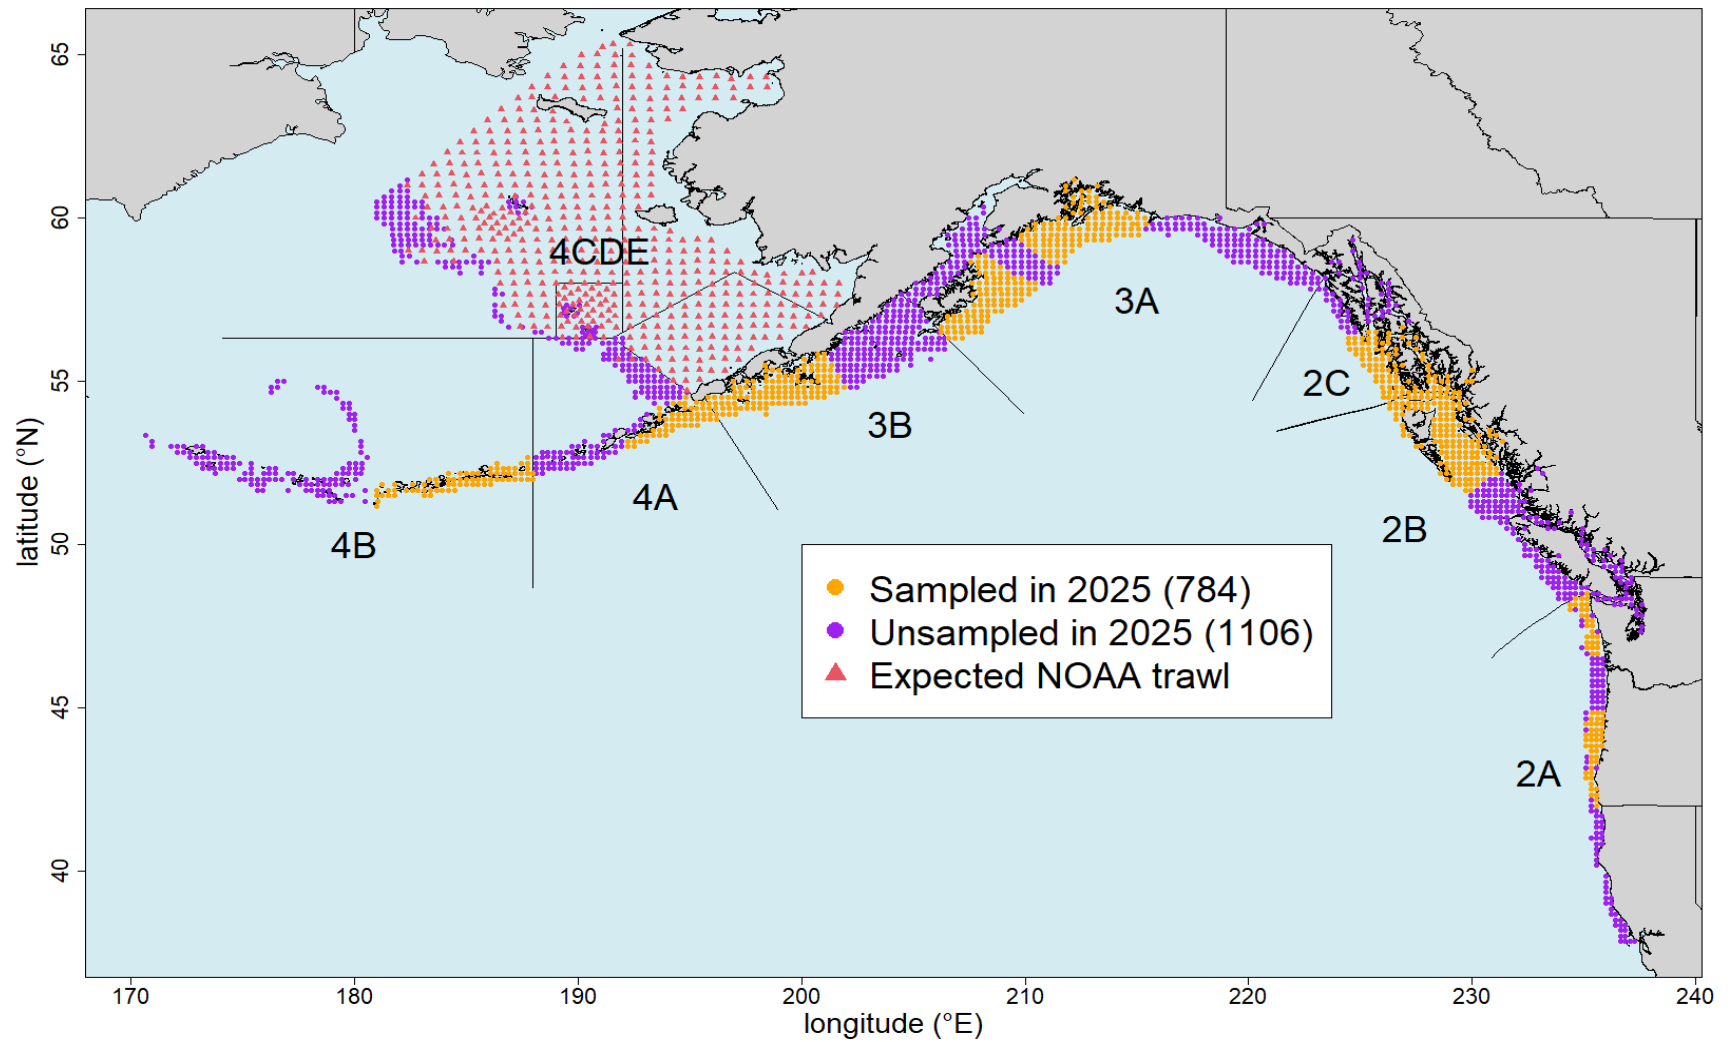 65
60
55
50
45
40
latitude (°N)
4CDE
3A
2C
3B
4A
2B
4B
2A
Sampled in 2025 (784)
Unsampled in 2025 (1106)
Expected NOAA trawl
170
180
190
200
210
220
230
240
longitude (°E)